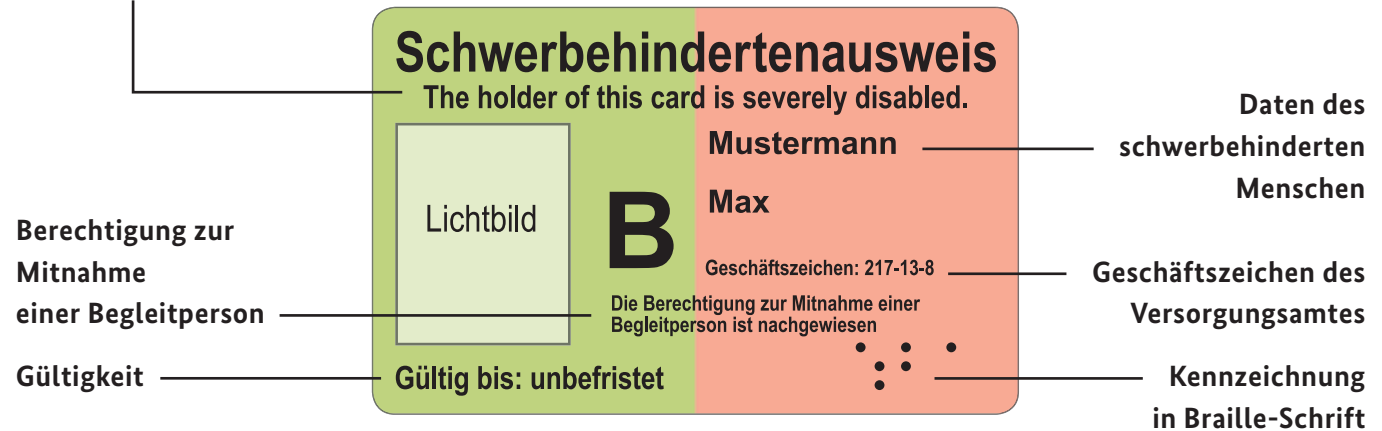 Schwerbehindertenausweis
The holder of this card is severely disabled.
Daten des
schwerbehinderten
Menschen
Mustermann
Max
Lichtbild
B
Berechtigung zur
Mitnahme
einer Begleitperson
Geschäftszeichen: 217-13-8
Geschäftszeichen des
Versorgungsamtes
Die Berechtigung zur Mitnahme einer
Begleitperson ist nachgewiesen
Gültigkeit
Gültig bis: unbefristet
⠎⠃⠁
Kennzeichnung
in Braille-Schrift